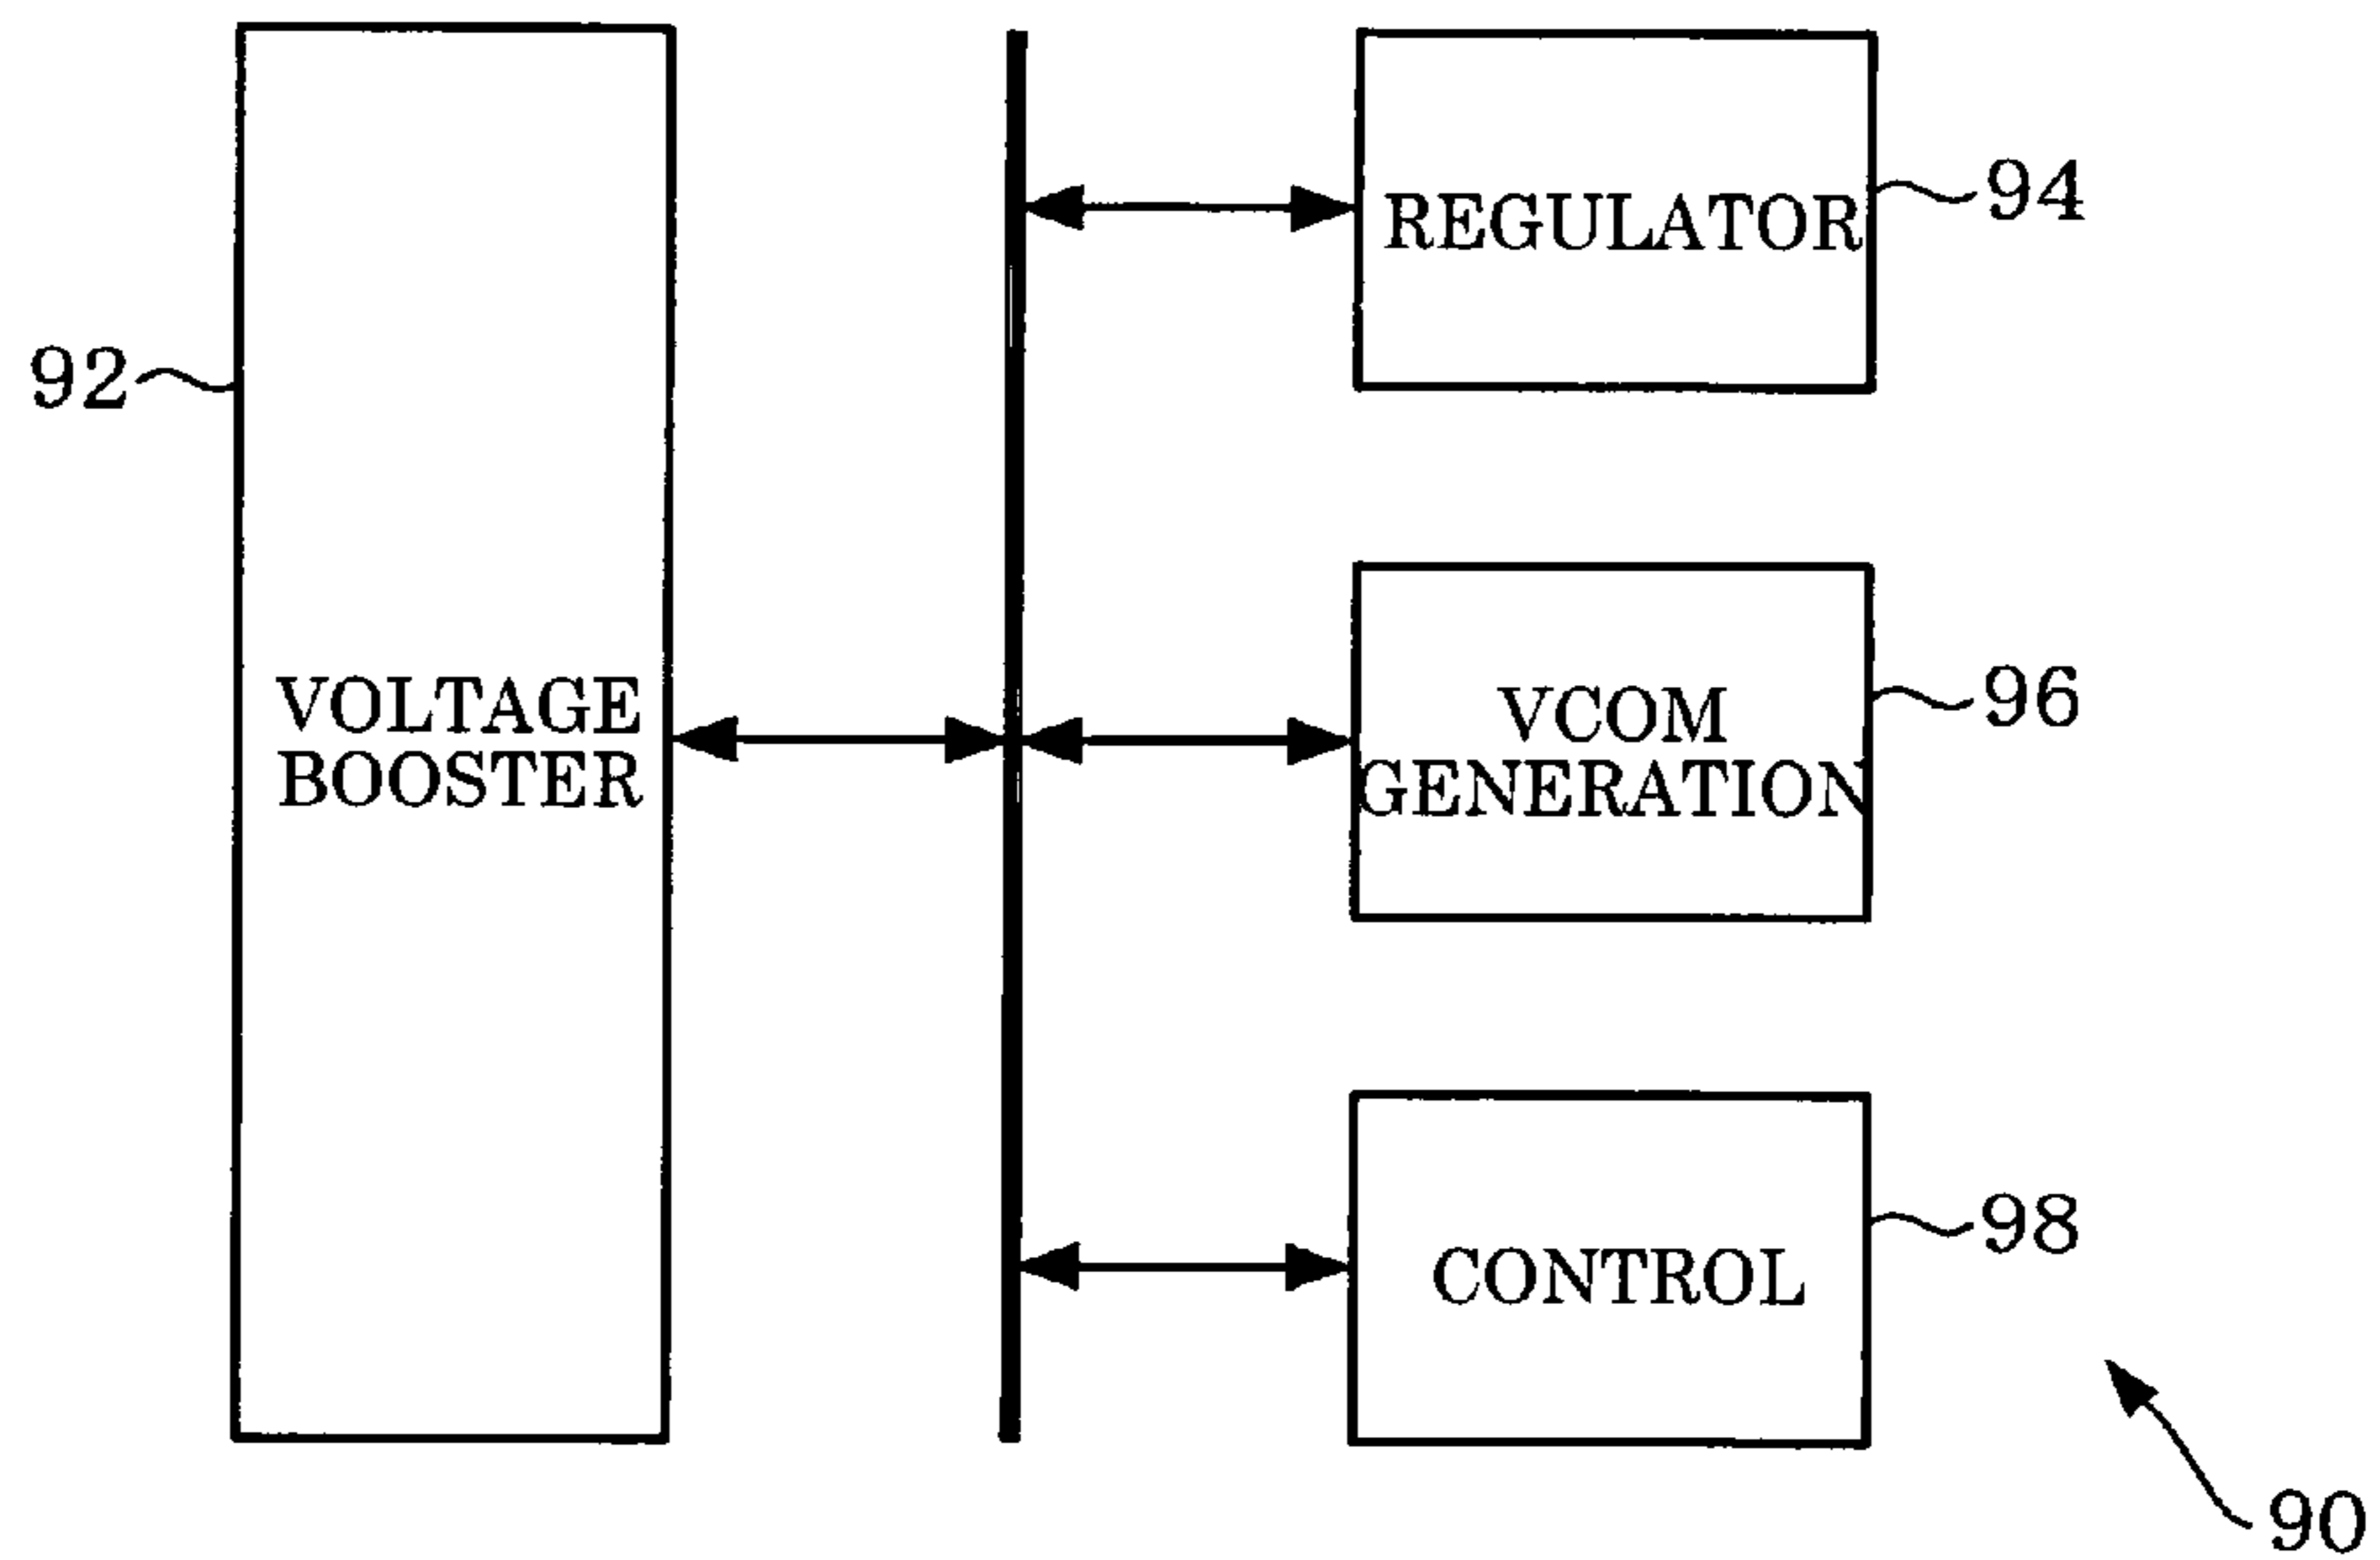 92
VOLTAGE
BOOSTER
REGULATOR
94
VCOM
GENERATION
96
CONTROL
98
90